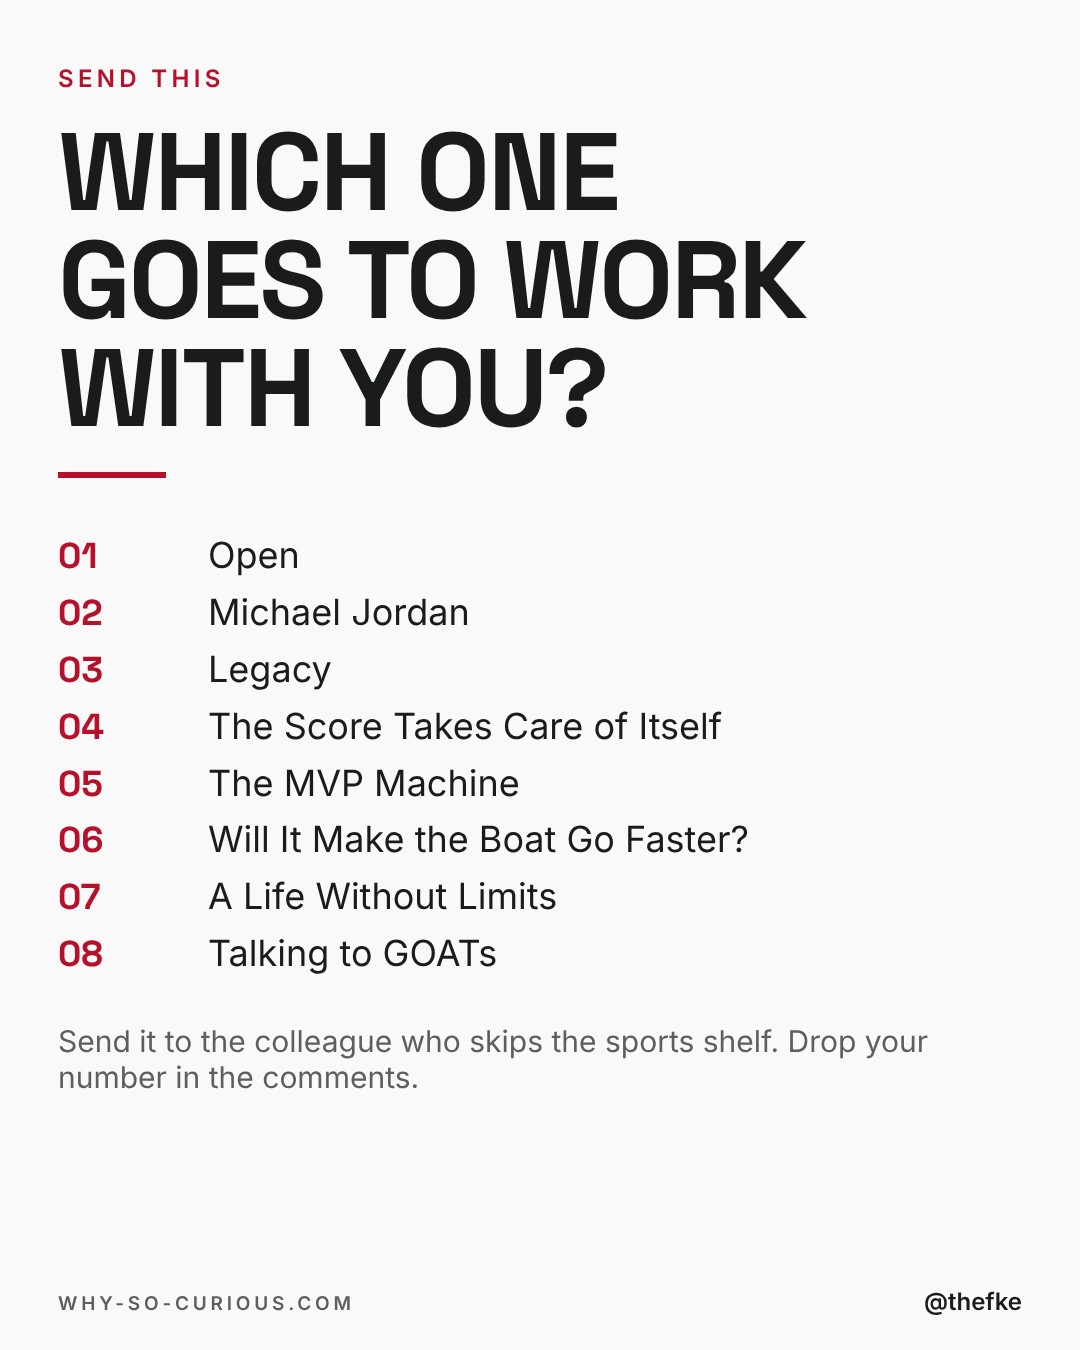 SEND THIS
WHICH ONE
GOES TO WORK
WITH YOU?
01 Open
02 Michael Jordan
03 Legacy
04 The Score Takes Care of Itself
05 The MVP Machine
06 Will It Make the Boat Go Faster?
07 A Life Without Limits
08 Talking to GOATs
Send it to the colleague who skips the sports shelf. Drop your
number in the comments.
WHY-SO-CURIOUS.COM @thefke